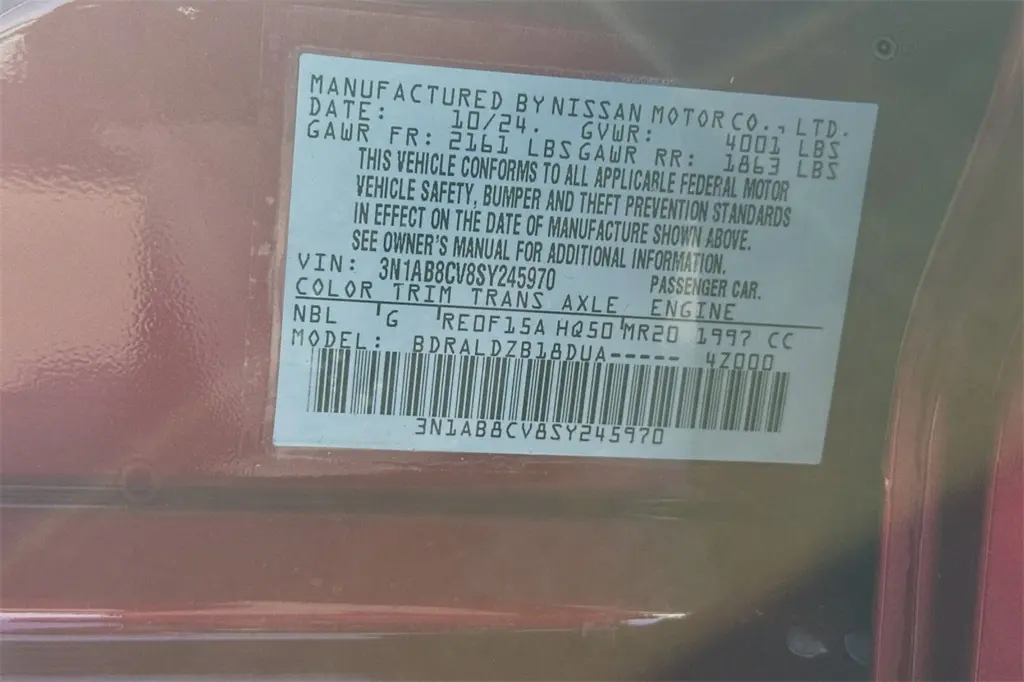 MANUFACTURED BY NISSAN MOTOR CO., LTD.
DATE: 10/24. GVWR: 4001 LBS
GAWR FR: 2161 LBS GAWR RR: 1863 LBS
THIS VEHICLE CONFORMS TO ALL APPLICABLE FEDERAL MOTOR
VEHICLE SAFETY, BUMPER AND THEFT PREVENTION STANDARDS
IN EFFECT ON THE DATE OF MANUFACTURE SHOWN ABOVE.
SEE OWNER'S MANUAL FOR ADDITIONAL INFORMATION.
VIN: 3N1AB8CV8SY245970 PASSENGER CAR.
COLOR TRIM TRANS AXLE ENGINE
NBL G RE0F15A HQ50 MR20 1997 CC
MODEL: BDRALDZB18DUA----- 4Z000
3N1AB8CV8SY245970